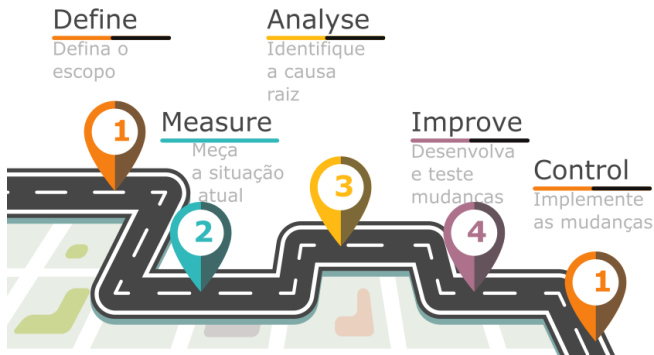 Define
Defina o
escopo
1
Measure
Meça
a situação
atual
2
Analyse
Identifique
a causa
raiz
3
Improve
Desenvolva
e teste
mudanças
4
Control
Implemente
as mudanças
1